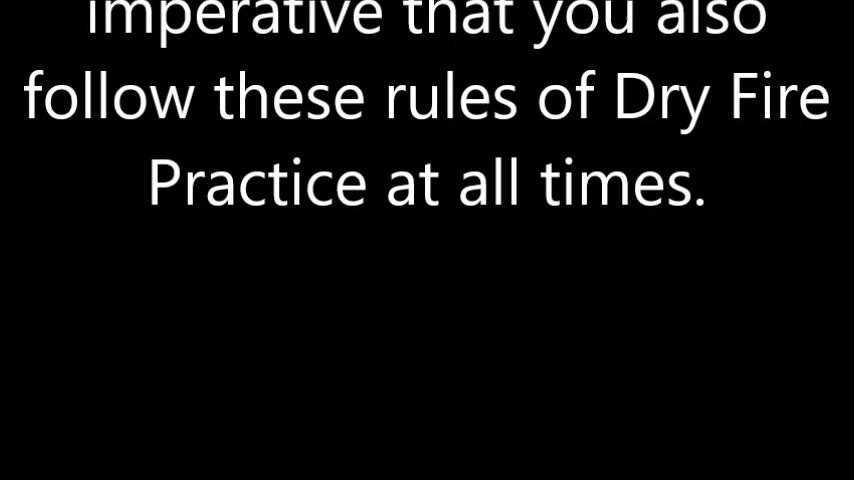 imperative that you also
follow these rules of Dry Fire
Practice at all times.